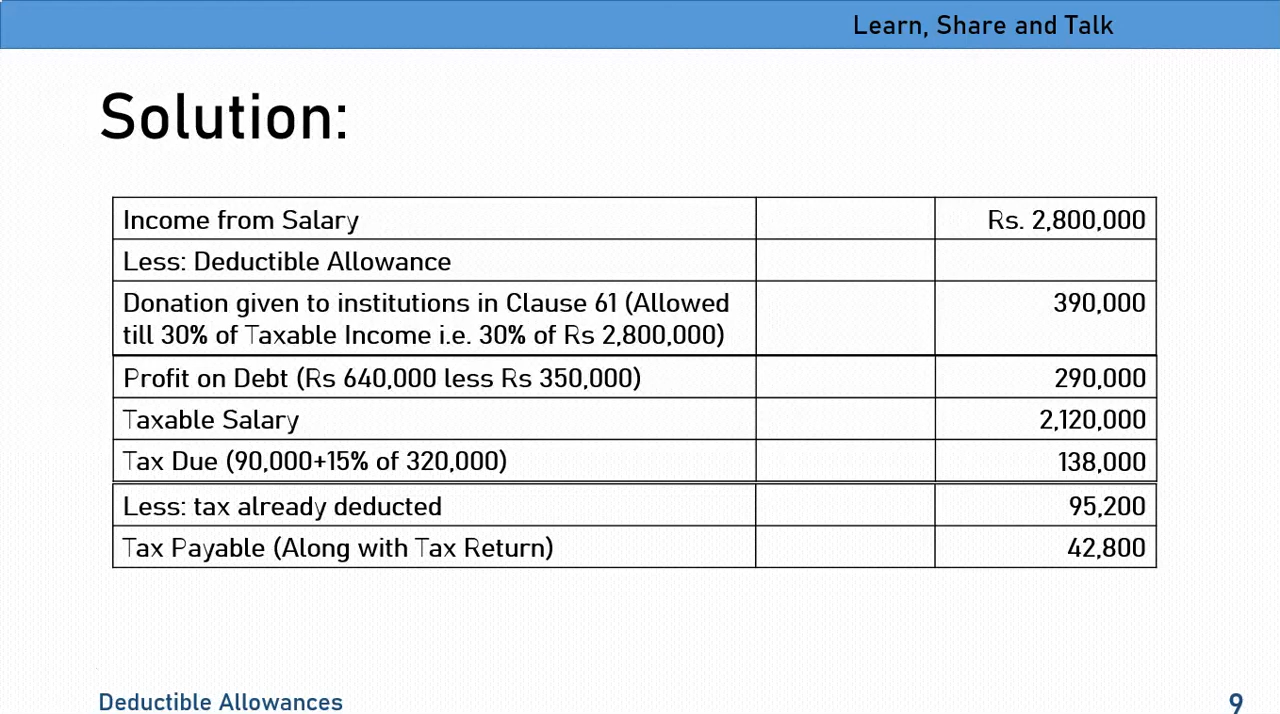 Learn, Share and Talk
Solution:
Income from Salary Rs. 2,800,000
Less: Deductible Allowance
Donation given to institutions in Clause 61 (Allowed 390,000
till 30% of Taxable Income i.e. 30% of Rs 2,800,000)
Profit on Debt (Rs 640,000 less Rs 350,000) 290,000
Taxable Salary 2,120,000
Tax Due (90,000+15% of 320,000) 138,000
Less: tax already deducted 95,200
Tax Payable (Along with Tax Return) 42,800
Deductible Allowances 9